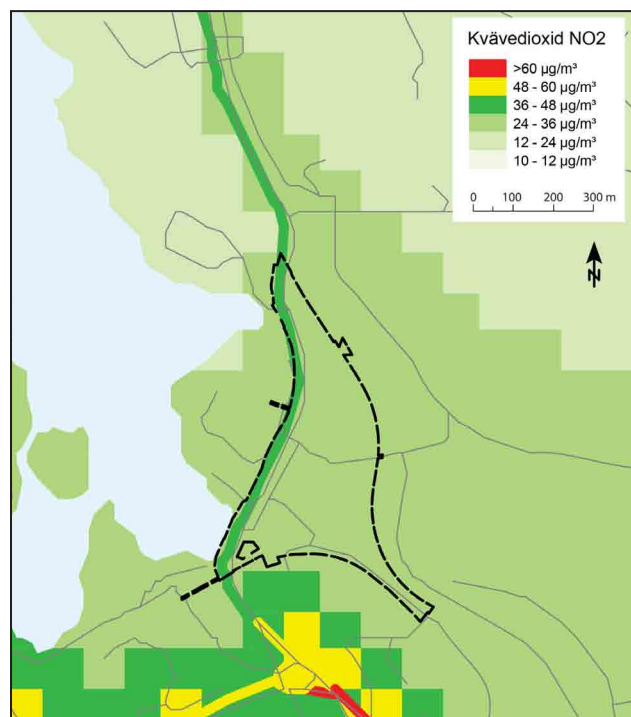 Kvävedioxid NO2
>60 µg/m³
48 - 60 µg/m³
36 - 48 µg/m³
24 - 36 µg/m³
12 - 24 µg/m³
10 - 12 µg/m³
0 100 200 300 m
N